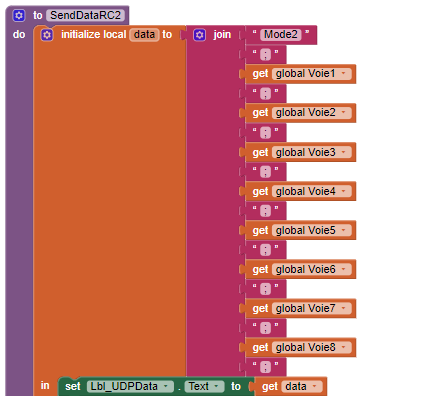 to SendDataRC2
do initialize local data to join " Mode2 "
" ; "
get global Voie1
" ; "
get global Voie2
" ; "
get global Voie3
" ; "
get global Voie4
" ; "
get global Voie5
" ; "
get global Voie6
" ; "
get global Voie7
" ; "
get global Voie8
" ; "
in set Lbl_UDPData . Text to get data